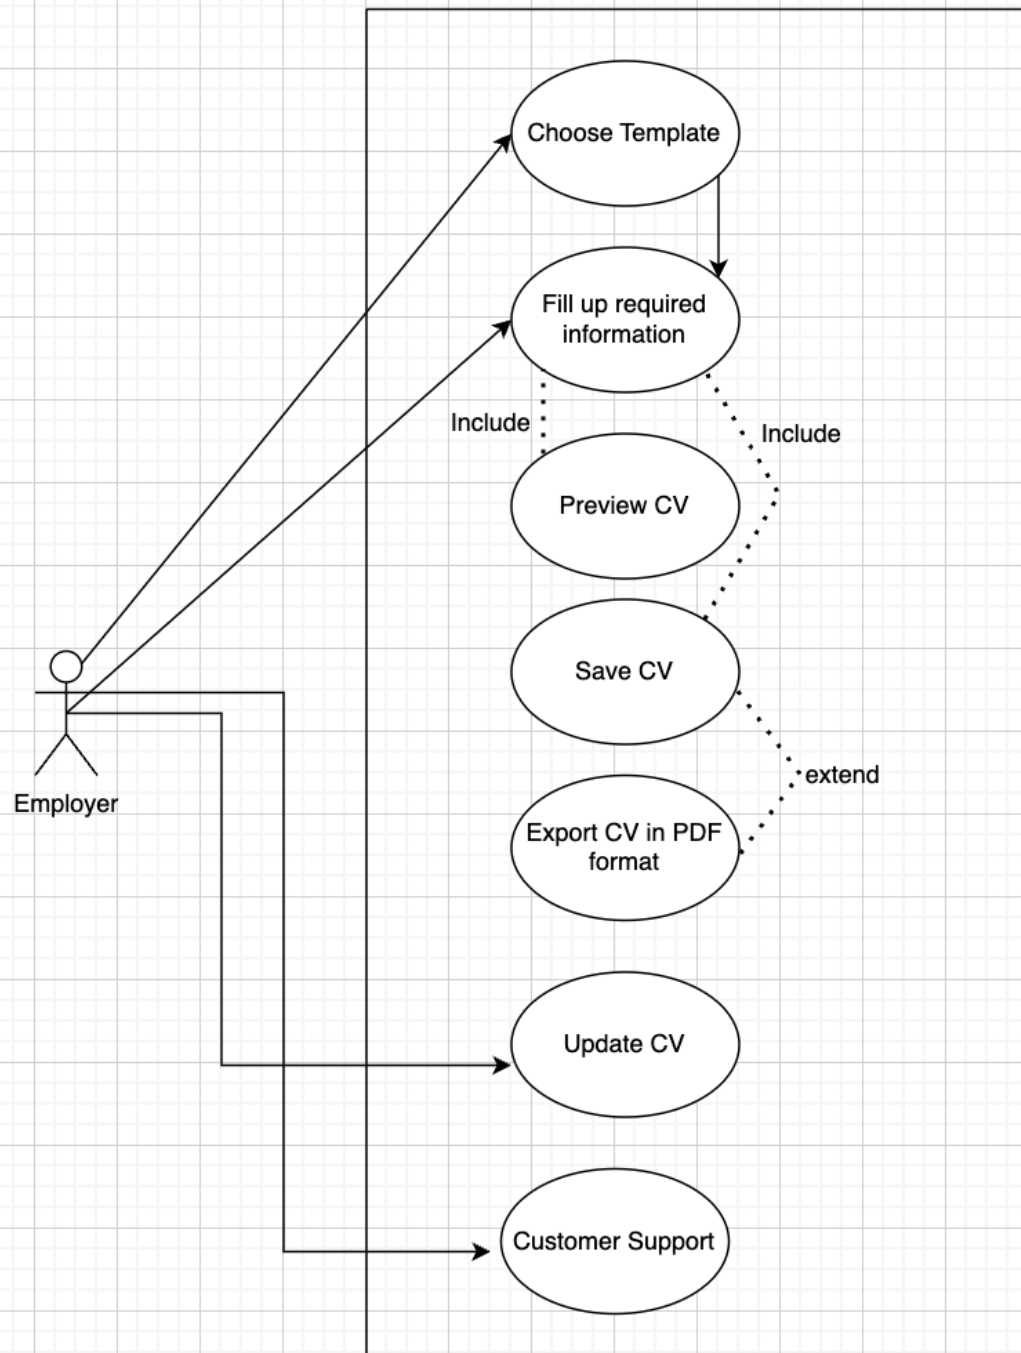 Choose Template
Fill up required
information
Include
Include
Preview CV
Save CV
extend
Employer
Export CV in PDF
format
Update CV
Customer Support